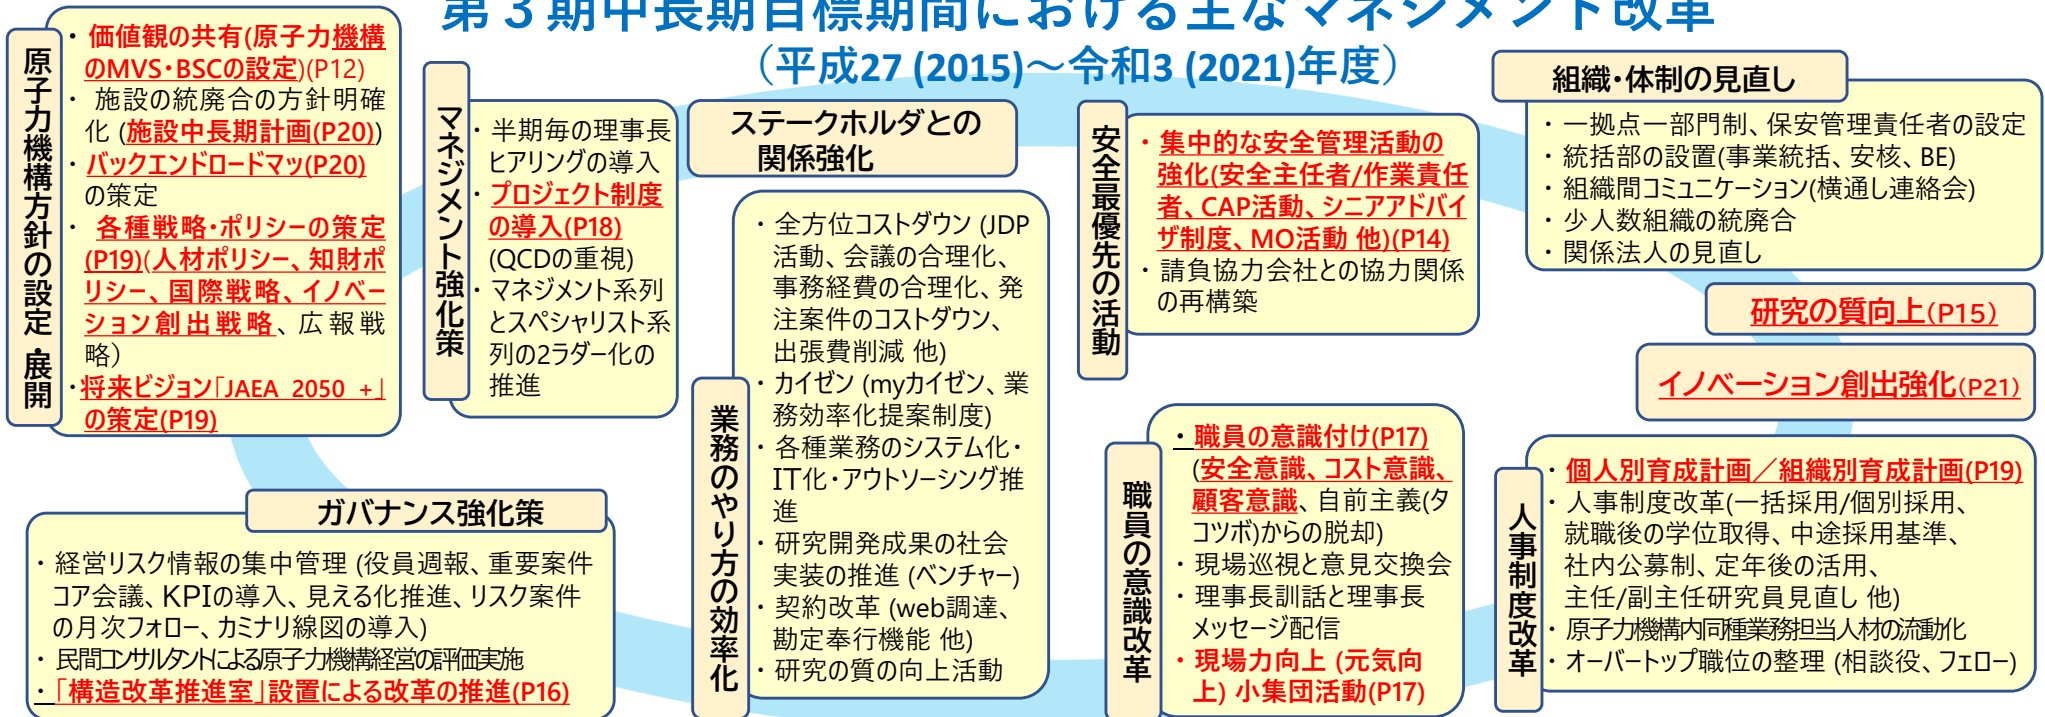 第３期中長期目標期間における主なマネジメント改革
（平成27 (2015)～令和3 (2021)年度）
原子力機構方針の設定・展開
・ 価値観の共有(原子力機構
のMVS・BSCの設定)(P12)
・ 施設の統廃合の方針明確
化 (施設中長期計画(P20))
・ バックエンドロードマッ(P20)
の策定
・ 各種戦略・ポリシーの策定
(P19)(人材ポリシー、知財ポ
リシー、国際戦略、イノベー
ション創出戦略、広報戦
略）
・将来ビジョン「JAEA 2050 +」
の策定(P19)
マネジメント強化策
・ 半期毎の理事長
ヒアリングの導入
・ プロジェクト制度
の導入(P18)
(QCDの重視)
・ マネジメント系列
とスペシャリスト系
列の2ラダー化の
推進
ステークホルダとの
関係強化
業務のやり方の効率化
・ 全方位コストダウン (JDP
活動、会議の合理化、
事務経費の合理化、発
注案件のコストダウン、
出張費削減 他)
・ カイゼン (myカイゼン、業
務効率化提案制度)
・ 各種業務のシステム化・
IT化・アウトソーシング推
進
・ 研究開発成果の社会
実装の推進 (ベンチャー)
・ 契約改革 (web調達、
勘定奉行機能 他)
・ 研究の質の向上活動
安全最優先の活動
・ 集中的な安全管理活動の
強化(安全主任者/作業責任
者、CAP活動、シニアアドバイ
ザ制度、MO活動 他)(P14)
・ 請負協力会社との協力関係
の再構築
組織・体制の見直し
・ 一拠点一部門制、保安管理責任者の設定
・ 統括部の設置(事業統括、安核、BE)
・ 組織間コミュニケーション(横通し連絡会)
・ 少人数組織の統廃合
・ 関係法人の見直し
研究の質向上(P15)
イノベーション創出強化(P21)
ガバナンス強化策
・ 経営リスク情報の集中管理 (役員週報、重要案件
コア会議、KPIの導入、見える化推進、リスク案件
の月次フォロー、カミナリ線図の導入)
・ 民間コンサルタントによる原子力機構経営の評価実施
・「構造改革推進室」設置による改革の推進(P16)
職員の意識改革
・ 職員の意識付け(P17)
(安全意識、コスト意識、
顧客意識、自前主義(タ
コツボ)からの脱却)
・ 現場巡視と意見交換会
・ 理事長訓話と理事長
メッセージ配信
・ 現場力向上 (元気向
上) 小集団活動(P17)
人事制度改革
・ 個人別育成計画／組織別育成計画(P19)
・ 人事制度改革(一括採用/個別採用、
就職後の学位取得、中途採用基準、
社内公募制、定年後の活用、
主任/副主任研究員見直し 他)
・ 原子力機構内同種業務担当人材の流動化
・ オーバートップ職位の整理 (相談役、フェロー)